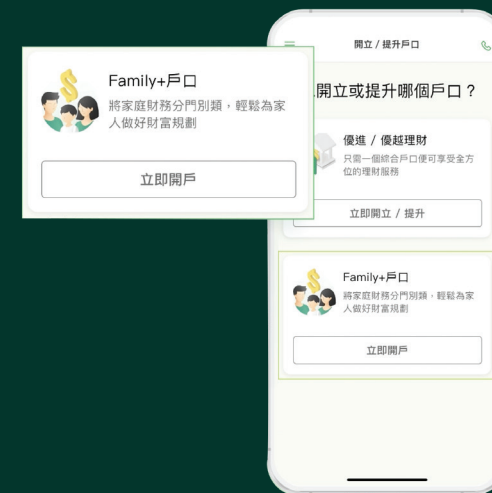 Family+戶口
將家庭財務分門別類，輕鬆為家
人做好財富規劃
立即開戶
開立 / 提升戶口
開立或提升哪個戶口？
優進 / 優越理財
只需一個綜合戶口便可享受全方
位的理財服務
立即開立 / 提升
Family+戶口
將家庭財務分門別類，輕鬆為家
人做好財富規劃
立即開戶